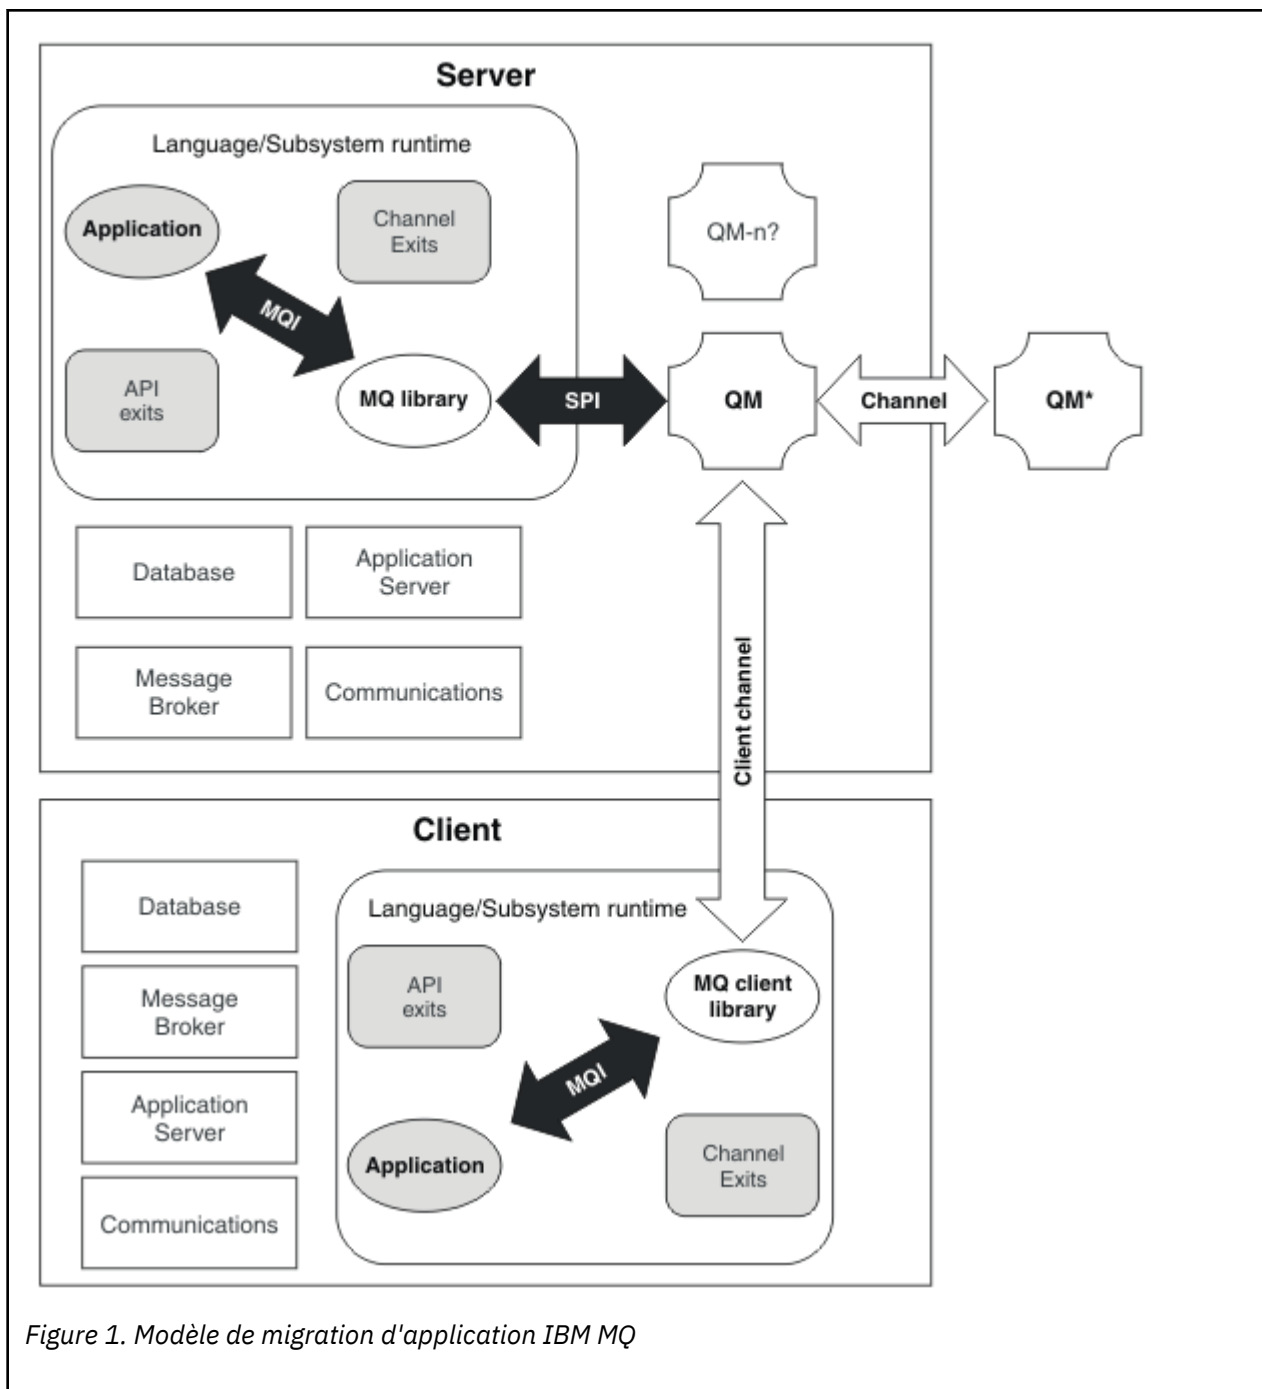 Server
Language/Subsystem runtime
Application
Channel
Exits
QM-n?
MQI
API
exits
MQ library
SPI
QM
Channel
QM*
Database
Application
Server
Message
Broker
Communications
Client channel
Client
Database
Language/Subsystem runtime
API
exits
MQ client
library
Message
Broker
MQI
Application
Server
Application
Channel
Exits
Communications
Figure 1. Modèle de migration d'application IBM MQ